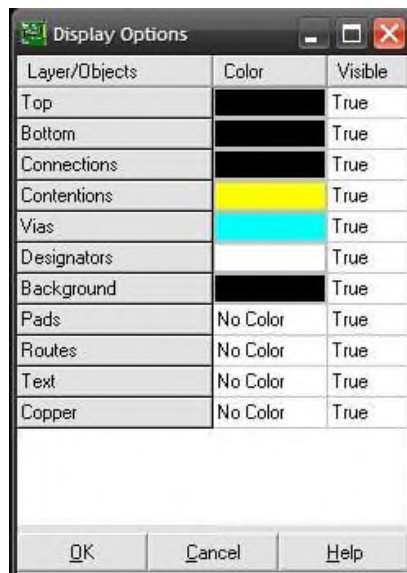 Display Options
Layer/Objects Color Visible
Top True
Bottom True
Connections True
Contentions True
Vias True
Designators True
Background True
Pads No Color True
Routes No Color True
Text No Color True
Copper No Color True
OK Cancel Help